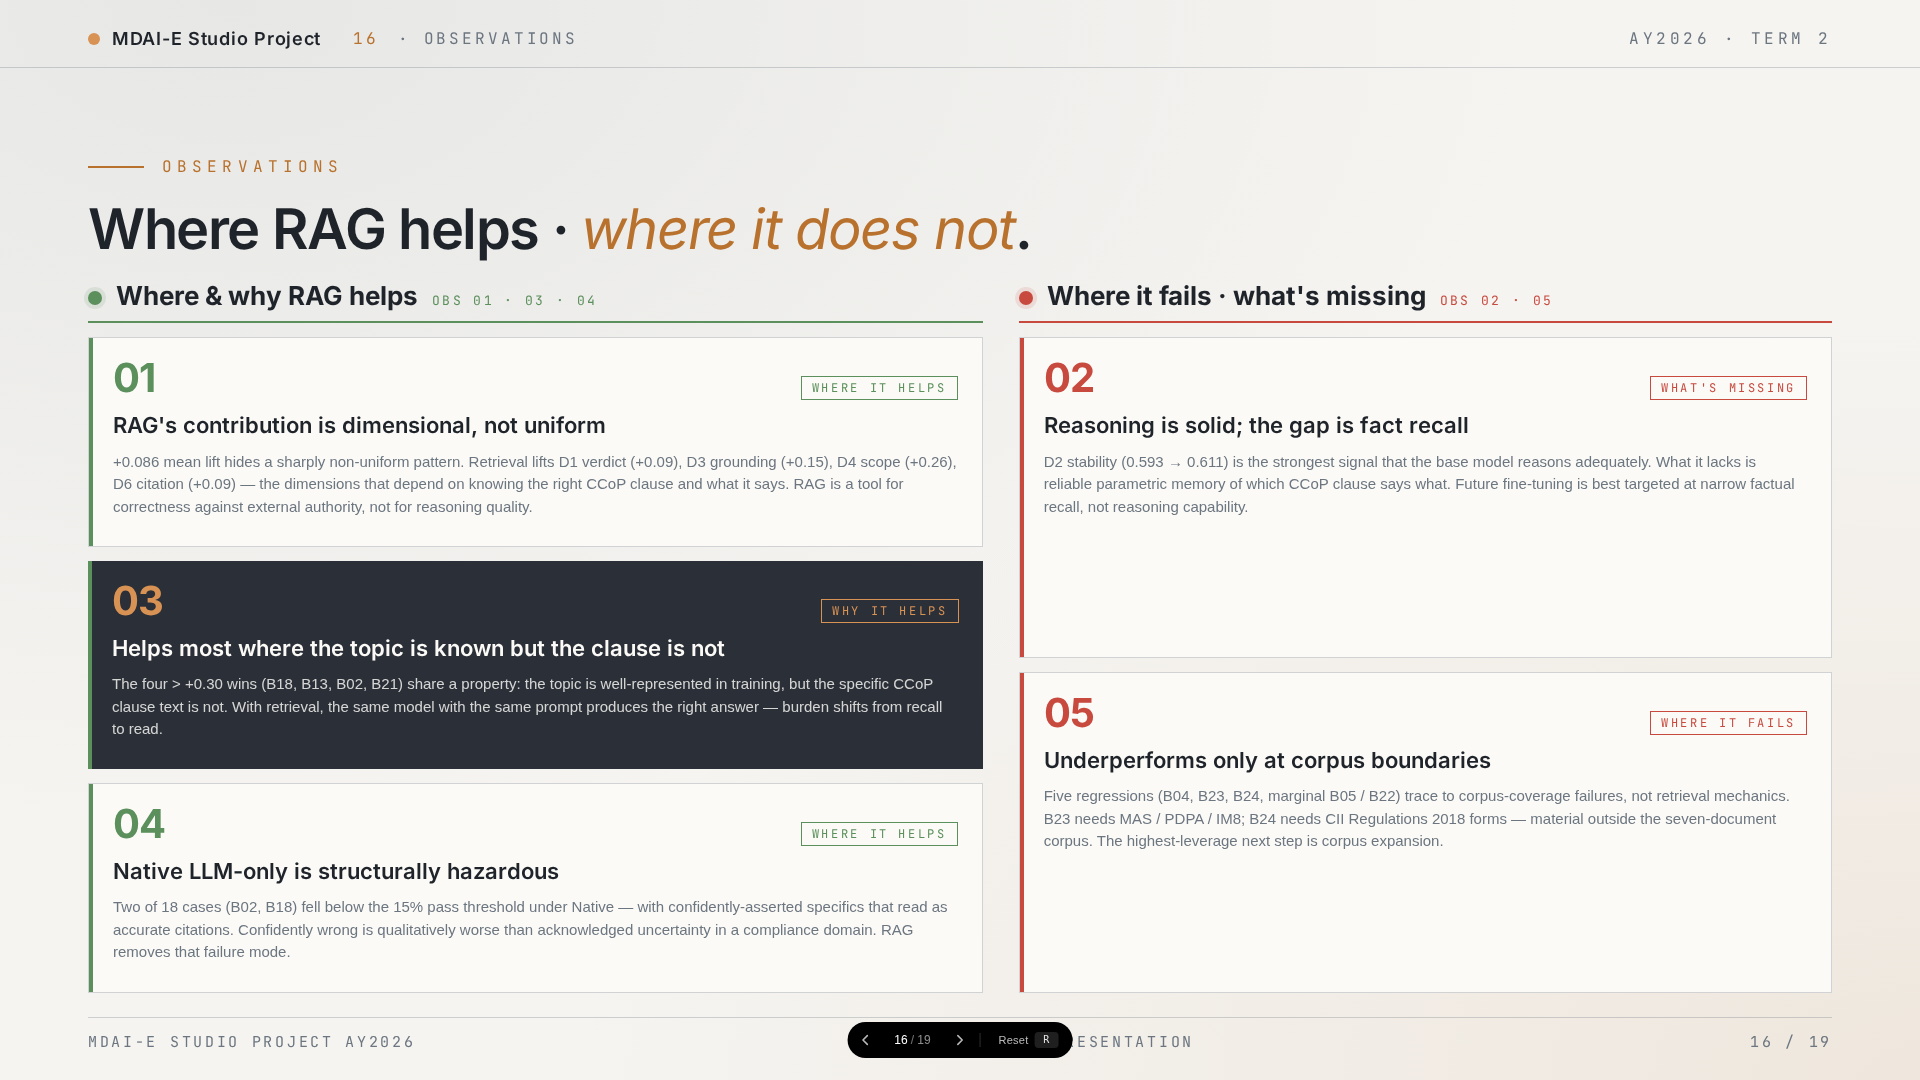 MDAI-E Studio Project 16 · OBSERVATIONS
AY2026 · TERM 2
OBSERVATIONS
Where RAG helps · where it does not.
Where & why RAG helps OBS 01 · 03 · 04
01
WHERE IT HELPS
RAG's contribution is dimensional, not uniform
+0.086 mean lift hides a sharply non-uniform pattern. Retrieval lifts D1 verdict (+0.09), D3 grounding (+0.15), D4 scope (+0.26),
D6 citation (+0.09) — the dimensions that depend on knowing the right CCoP clause and what it says. RAG is a tool for
correctness against external authority, not for reasoning quality.
03
WHY IT HELPS
Helps most where the topic is known but the clause is not
The four > +0.30 wins (B18, B13, B02, B21) share a property: the topic is well-represented in training, but the specific CCoP
clause text is not. With retrieval, the same model with the same prompt produces the right answer — burden shifts from recall
to read.
04
WHERE IT HELPS
Native LLM-only is structurally hazardous
Two of 18 cases (B02, B18) fell below the 15% pass threshold under Native — with confidently-asserted specifics that read as
accurate citations. Confidently wrong is qualitatively worse than acknowledged uncertainty in a compliance domain. RAG
removes that failure mode.
Where it fails · what's missing OBS 02 · 05
02
WHAT'S MISSING
Reasoning is solid; the gap is fact recall
D2 stability (0.593 → 0.611) is the strongest signal that the base model reasons adequately. What it lacks is
reliable parametric memory of which CCoP clause says what. Future fine-tuning is best targeted at narrow factual
recall, not reasoning capability.
05
WHERE IT FAILS
Underperforms only at corpus boundaries
Five regressions (B04, B23, B24, marginal B05 / B22) trace to corpus-coverage failures, not retrieval mechanics.
B23 needs MAS / PDPA / IM8; B24 needs CII Regulations 2018 forms — material outside the seven-document
corpus. The highest-leverage next step is corpus expansion.
MDAI-E STUDIO PROJECT AY2026
16 / 19 Reset R
ESENTATION
16 / 19